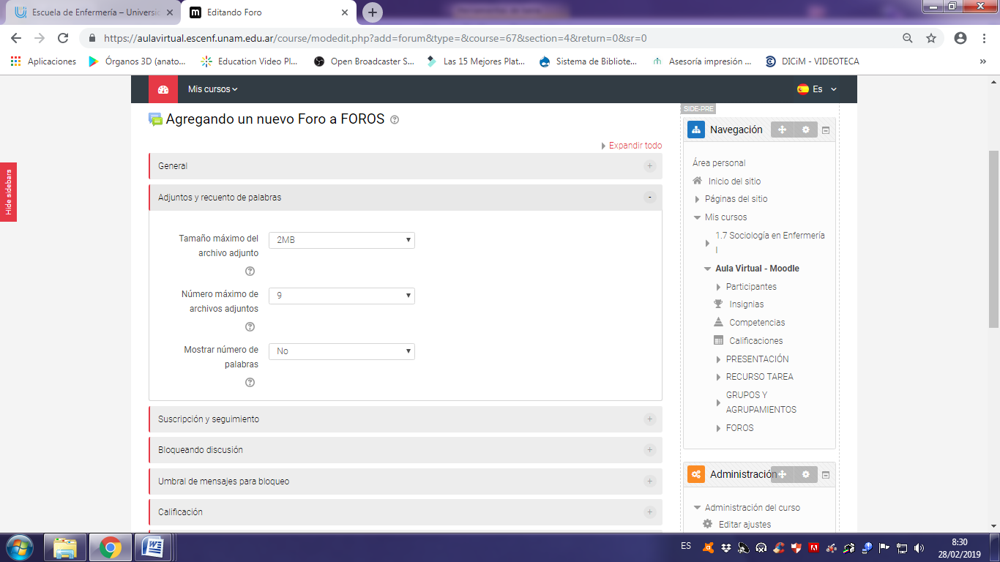 Escuela de Enfermería – Universic
Editando Foro
https://aulavirtual.escenf.unam.edu.ar/course/modedit.php?add=forum&type=&course=67&section=4&return=0&sr=0
Aplicaciones
Órganos 3D (anato...
Education Video Pl...
Open Broadcaster S...
Las 15 Mejores Plat...
Sistema de Bibliote...
Asesoría impresión ...
DICiM - VIDEOTECA
»
Mis cursos
Es
Hide sidebars
Agregando un nuevo Foro a FOROS
Expandir todo
General
Adjuntos y recuento de palabras
Tamaño máximo del
archivo adjunto
2MB
Número máximo de
archivos adjuntos
9
Mostrar número de
palabras
No
Suscripción y seguimiento
Bloqueando discusión
Umbral de mensajes para bloqueo
Calificación
SIDE-PRE
Navegación
Área personal
Inicio del sitio
Páginas del sitio
Mis cursos
1.7 Sociología en Enfermería
I
Aula Virtual - Moodle
Participantes
Insignias
Competencias
Calificaciones
PRESENTACIÓN
RECURSO TAREA
GRUPOS Y
AGRUPAMIENTOS
FOROS
Administración
Administración del curso
Editar ajustes
ES
8:30
28/02/2019